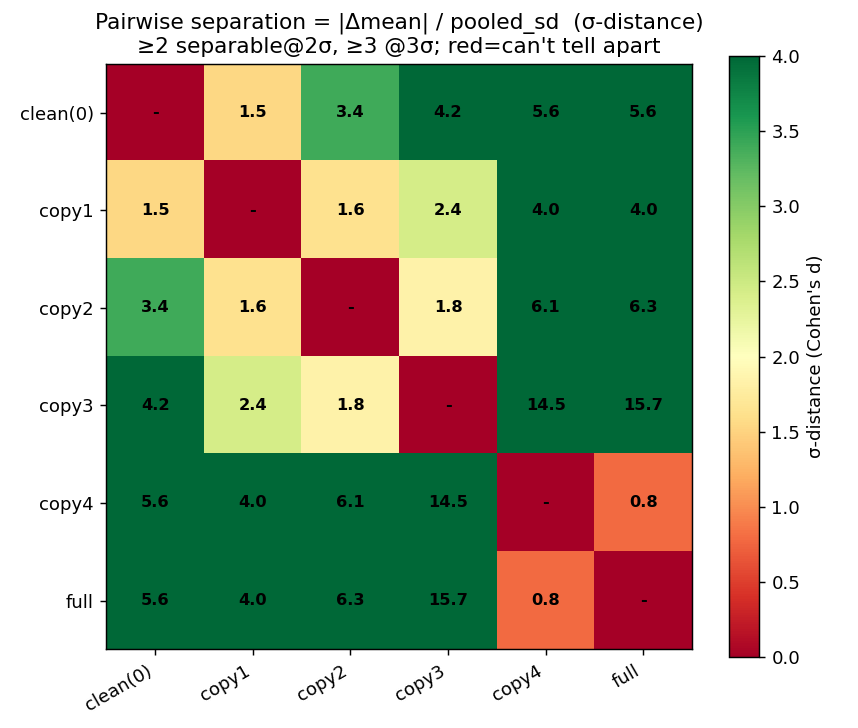 Pairwise separation = |Δmean| / pooled_sd  (σ-distance)
≥2 separable@2σ, ≥3 @3σ; red=can't tell apart
clean(0) - 1.5 3.4 4.2 5.6 5.6
copy1 1.5 - 1.6 2.4 4.0 4.0
copy2 3.4 1.6 - 1.8 6.1 6.3
copy3 4.2 2.4 1.8 - 14.5 15.7
copy4 5.6 4.0 6.1 14.5 - 0.8
full 5.6 4.0 6.3 15.7 0.8 -
clean(0) copy1 copy2 copy3 copy4 full
4.0
3.5
3.0
2.5
2.0
1.5
1.0
0.5
0.0
σ-distance (Cohen's d)